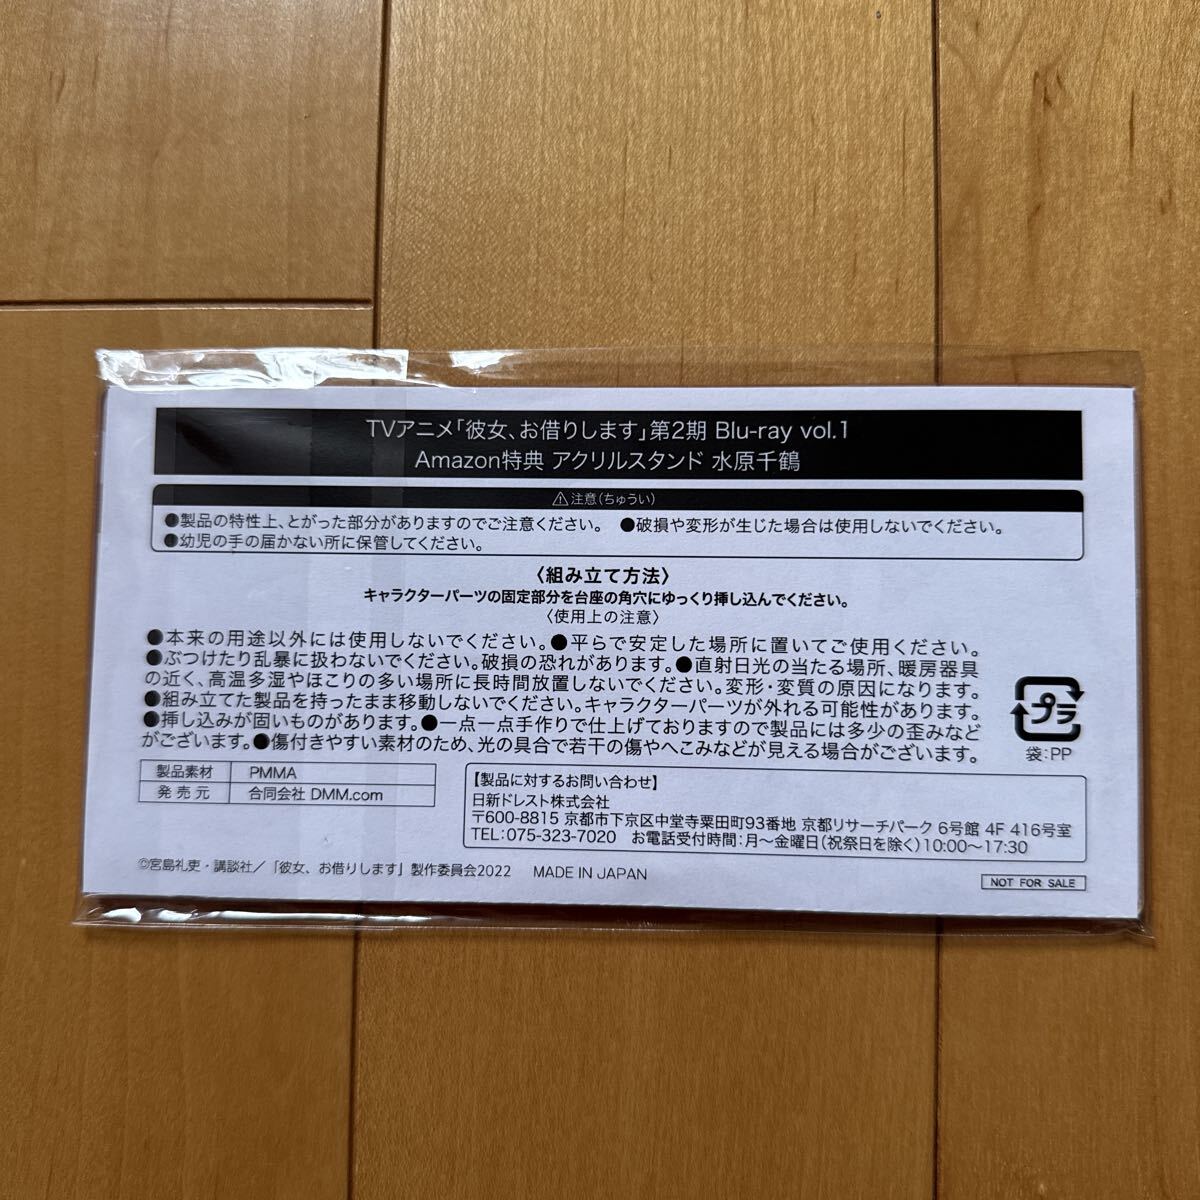 TVアニメ「彼女、お借りします」第2期 Blu-ray vol.1
Amazon特典 アクリルスタンド 水原千鶴
⚠注意(ちゅうい)
●製品の特性上、とがった部分がありますのでご注意ください。 ●破損や変形が生じた場合は使用しないでください。
●幼児の手の届かない所に保管してください。
〈組み立て方法〉
キャラクターパーツの固定部分を台座の角穴にゆっくり挿し込んでください。
〈使用上の注意〉
●本来の用途以外には使用しないでください。●平らで安定した場所に置いてご使用ください。
●ぶつけたり乱暴に扱わないでください。破損の恐れがあります。●直射日光の当たる場所、暖房器具
の近く、高温多湿やほこりの多い場所に長時間放置しないでください。変形・変質の原因になります。
●組み立てた製品を持ったまま移動しないでください。キャラクターパーツが外れる可能性があります。
●挿し込みが固いものがあります。●一点一点手作りで仕上げておりますので製品には多少の歪みなど
がございます。●傷付きやすい素材のため、光の具合で若干の傷やへこみなどが見える場合がございます。
プラ
袋:PP
製品素材 PMMA
発売元 合同会社 DMM.com
【製品に対するお問い合わせ】
日新ドレスト株式会社
〒600-8815 京都市下京区中堂寺粟田町93番地 京都リサーチパーク 6号館 4F 416号室
TEL:075-323-7020 お電話受付時間:月〜金曜日(祝祭日を除く)10:00〜17:30
©宮島礼吏・講談社/「彼女、お借りします」製作委員会2022 MADE IN JAPAN
NOT FOR SALE